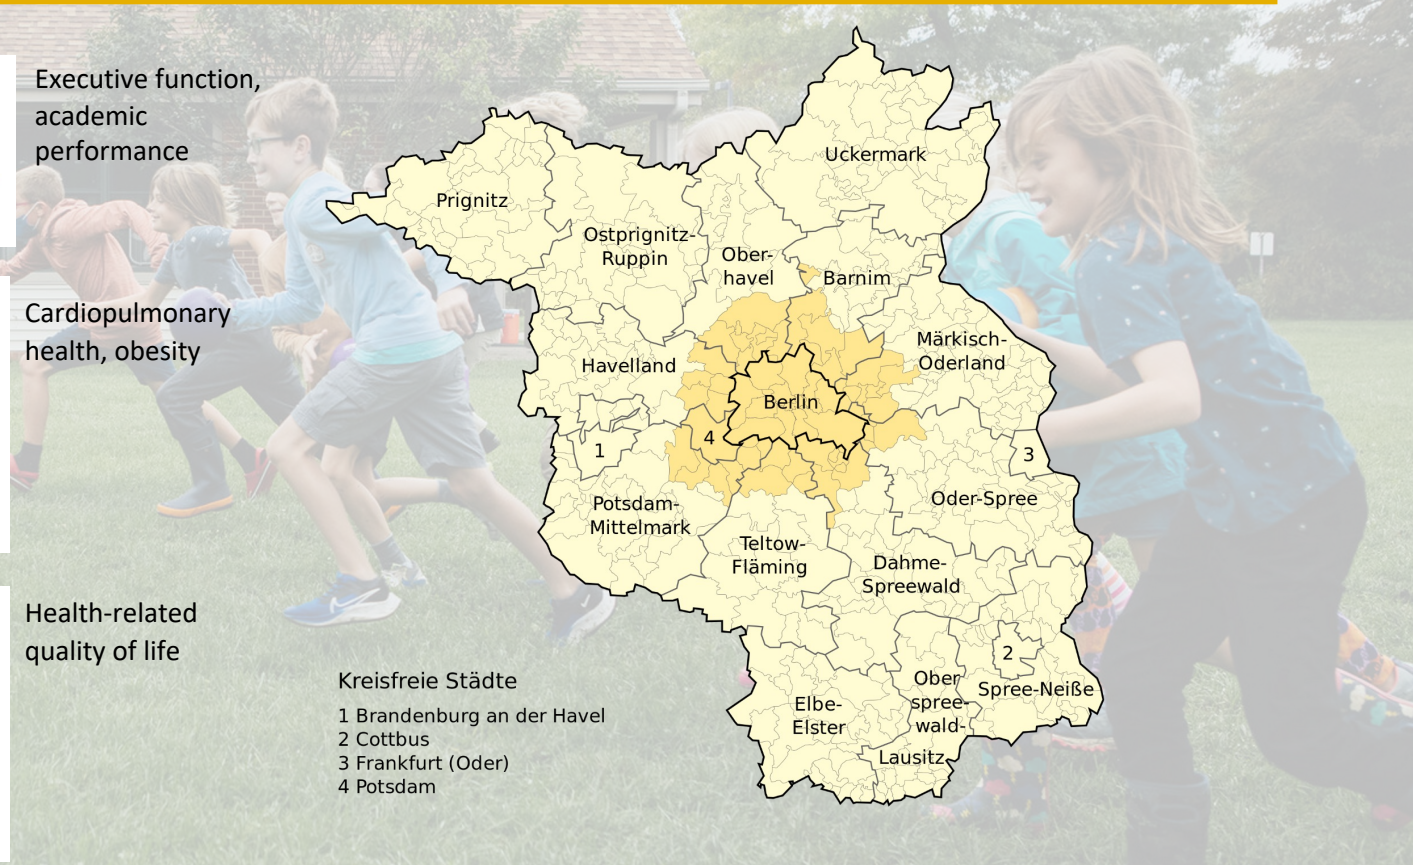 Executive function,
academic
performance
Cardiopulmonary
health, obesity
Health-related
quality of life
Uckermark
Prignitz
Ostprignitz-
Ruppin
Ober-
havel
Barnim
Märkisch-
Oderland
Havelland
Berlin
4
1
3
Oder-Spree
Potsdam-
Mittelmark
Teltow-
Fläming
Dahme-
Spreewald
2
Spree-Neiße
Elbe-
Elster
Ober
spree-
wald-
Lausitz
Kreisfreie Städte
1 Brandenburg an der Havel
2 Cottbus
3 Frankfurt (Oder)
4 Potsdam